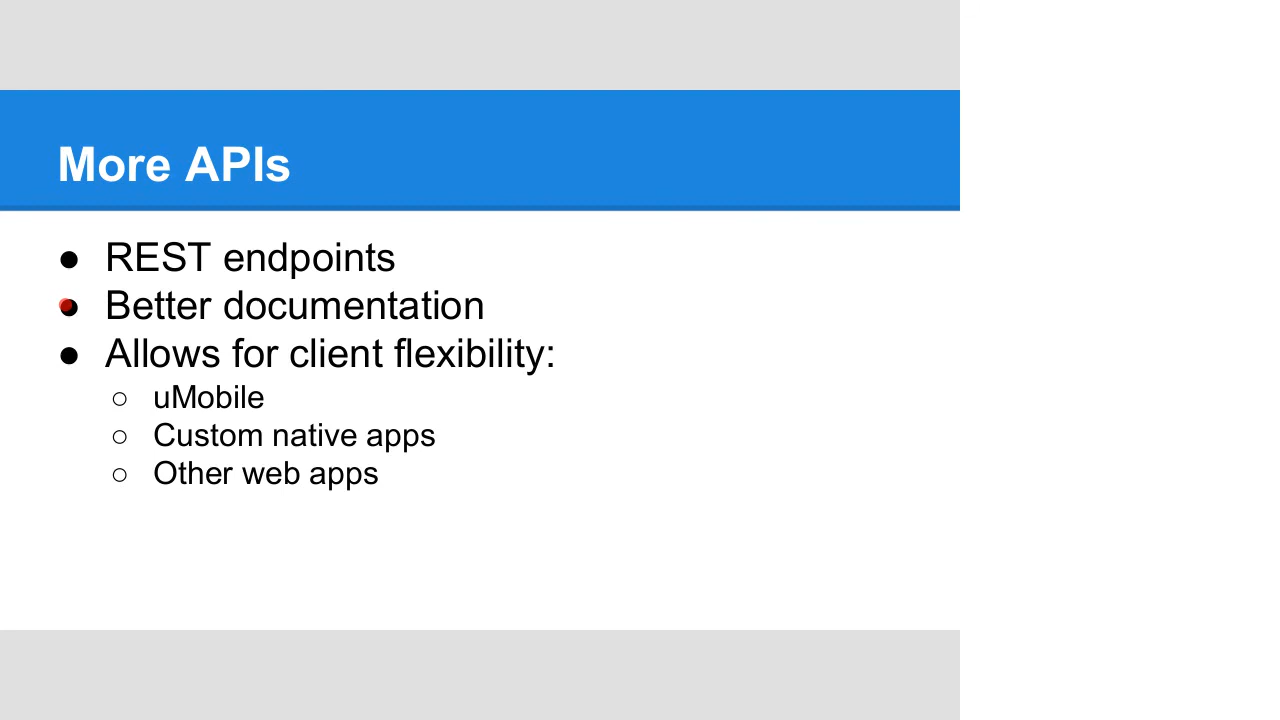 More APIs
● REST endpoints
● Better documentation
● Allows for client flexibility:
○ uMobile
○ Custom native apps
○ Other web apps